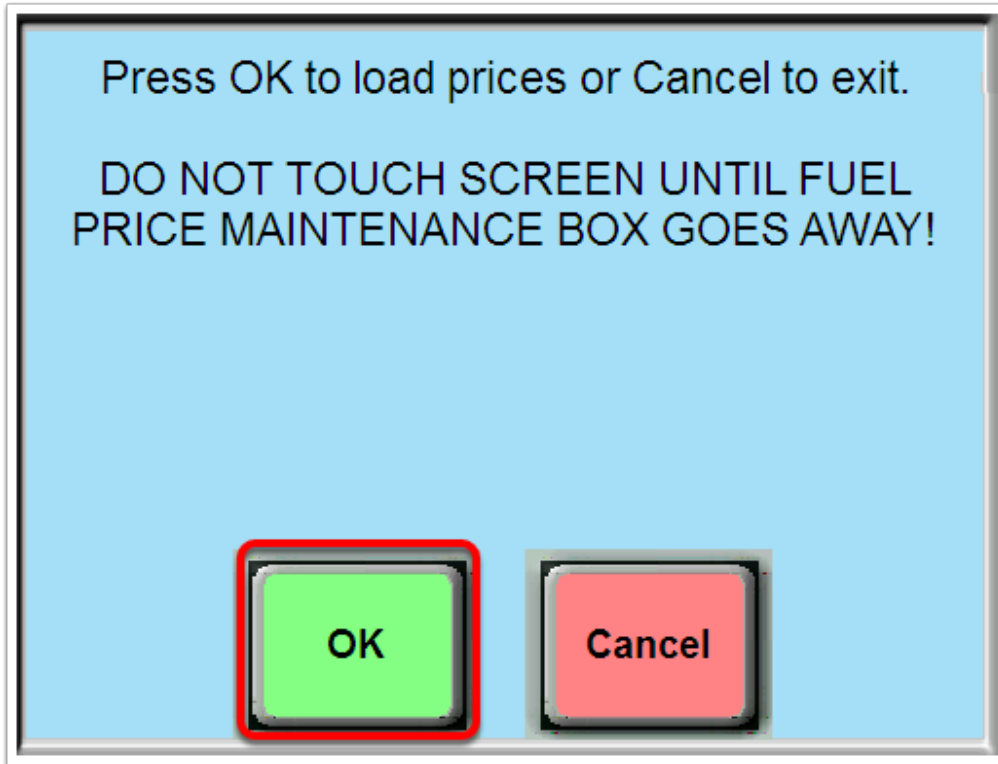 Press OK to load prices or Cancel to exit.
DO NOT TOUCH SCREEN UNTIL FUEL
PRICE MAINTENANCE BOX GOES AWAY!
OK Cancel